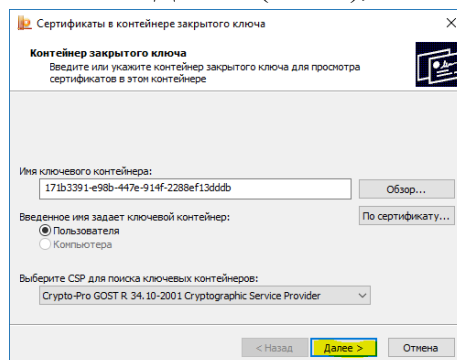 Сертификаты в контейнере закрытого ключа
Контейнер закрытого ключа
Введите или укажите контейнер закрытого ключа для просмотра
сертификатов в этом контейнере
Имя ключевого контейнера:
171b3391-e98b-447e-914f-2288ef13dddb
Обзор...
Введенное имя задает ключевой контейнер:
По сертификату...
Пользователя
Компьютера
Выберите CSP для поиска ключевых контейнеров:
Crypto-Pro GOST R 34.10-2001 Cryptographic Service Provider
< Назад
Далее >
Отмена